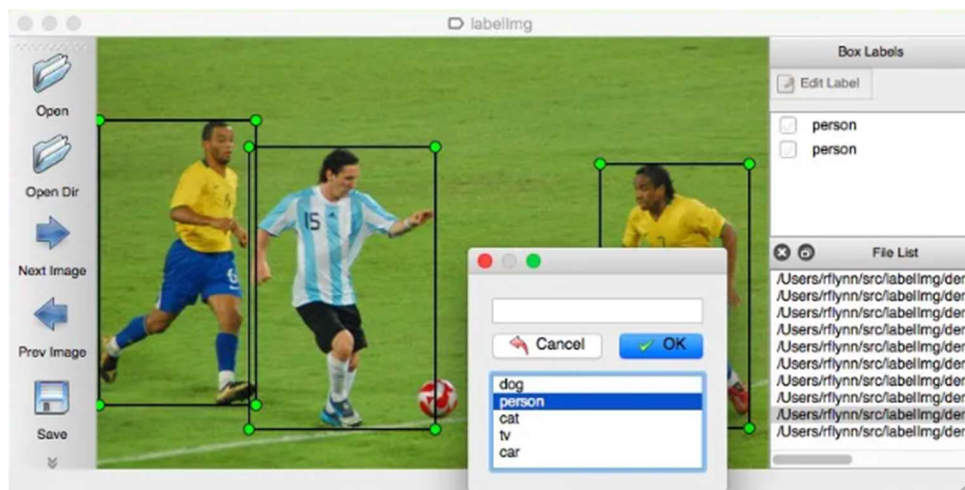 labelImg
Open
Open Dir
Next Image
Prev Image
Save
15
6
Box Labels
Edit Label
person
person
File List
/Users/rflynn/src/labelImg/der
/Users/rflynn/src/labelImg/der
/Users/rflynn/src/labelImg/der
/Users/rflynn/src/labelImg/der
/Users/rflynn/src/labelImg/der
/Users/rflynn/src/labelImg/der
/Users/rflynn/src/labelImg/der
/Users/rflynn/src/labelImg/der
/Users/rflynn/src/labelImg/der
/Users/rflynn/src/labelImg/der
Cancel
OK
dog
person
cat
tv
car